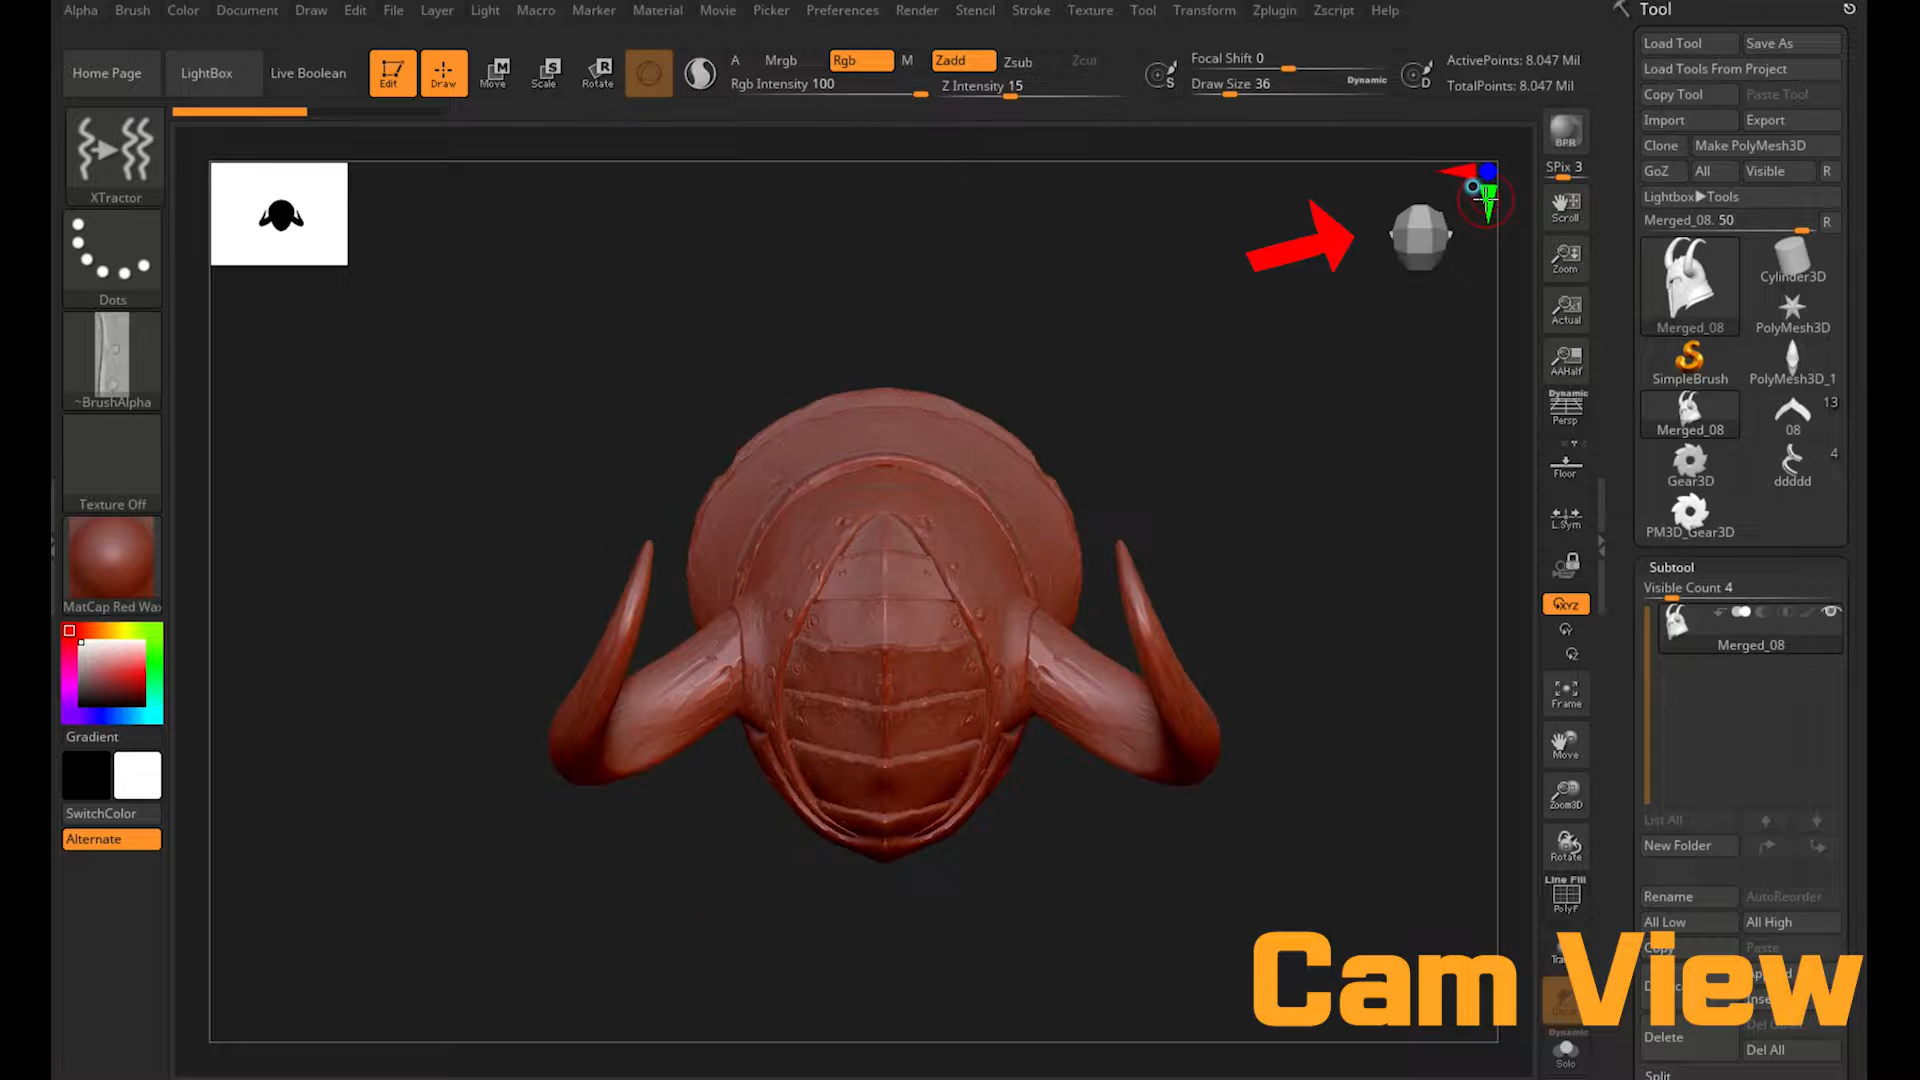 Alpha Brush Color Document Draw Edit File Layer Light Macro Marker Material Movie Picker Preferences Render Stencil Stroke Texture Tool Transform Zplugin Zscript Help
Tool
Home Page
LightBox
Live Boolean
Edit
Draw
M
Move
S
Scale
R
Rotate
A
Mrgb
Rgb
M
Rgb Intensity 100
Zadd
Zsub
Zcut
Z Intensity 15
S
Focal Shift 0
Draw Size 36
Dynamic
D
ActivePoints: 8.047 Mil
TotalPoints: 8.047 Mil
XTractor
Dots
~BrushAlpha
Texture Off
MatCap Red Wax
Gradient
SwitchColor
Alternate
BPR
SPix 3
Scroll
Zoom
Actual
AAHalf
Dynamic
Persp
Floor
L.Sym
XYZ
Y
Z
Frame
Move
Zoom3D
Rotate
Line Fill
PolyF
Dynamic
Solo
Load Tool
Save As
Load Tools From Project
Copy Tool
Paste Tool
Import
Export
Clone
Make PolyMesh3D
GoZ
All
Visible
R
Lightbox▶Tools
Merged_08. 50
R
Merged_08
Cylinder3D
PolyMesh3D
SimpleBrush
PolyMesh3D_1
Merged_08
13
08
Gear3D
4
ddddd
PM3D_Gear3D
Subtool
Visible Count 4
Merged_08
List All
New Folder
Rename
AutoReorder
All Low
All High
Copy
Paste
Delete
Del Other
Del All
Split
Cam View